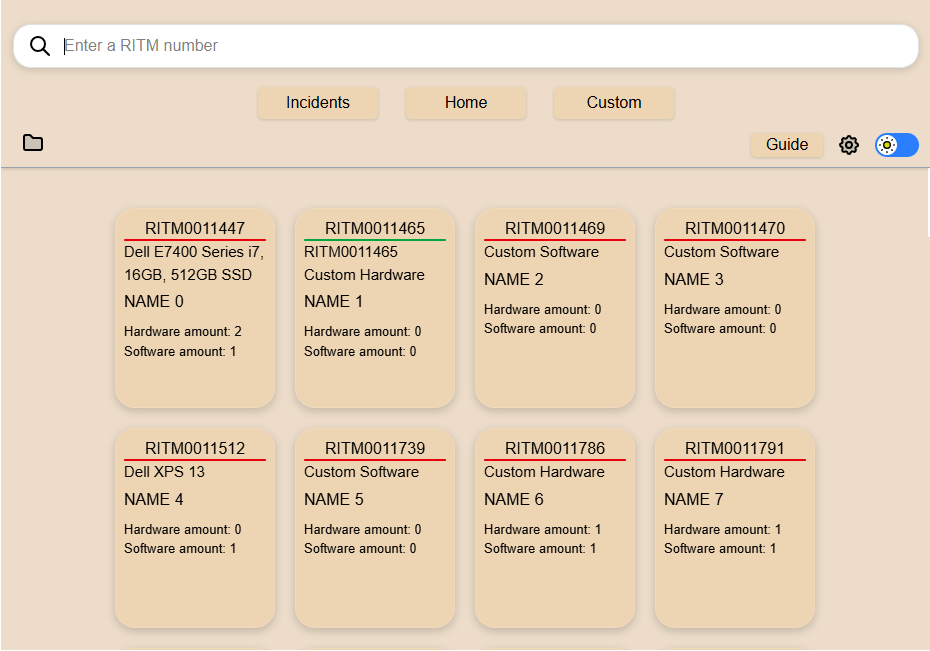 Enter a RITM number
Incidents
Home
Custom
Guide
RITM0011447
Dell E7400 Series i7,
16GB, 512GB SSD
NAME 0
Hardware amount: 2
Software amount: 1
RITM0011465
RITM0011465
Custom Hardware
NAME 1
Hardware amount: 0
Software amount: 0
RITM0011469
Custom Software
NAME 2
Hardware amount: 0
Software amount: 0
RITM0011470
Custom Software
NAME 3
Hardware amount: 0
Software amount: 0
RITM0011512
Dell XPS 13
NAME 4
Hardware amount: 0
Software amount: 1
RITM0011739
Custom Software
NAME 5
Hardware amount: 0
Software amount: 0
RITM0011786
Custom Hardware
NAME 6
Hardware amount: 1
Software amount: 1
RITM0011791
Custom Hardware
NAME 7
Hardware amount: 1
Software amount: 1